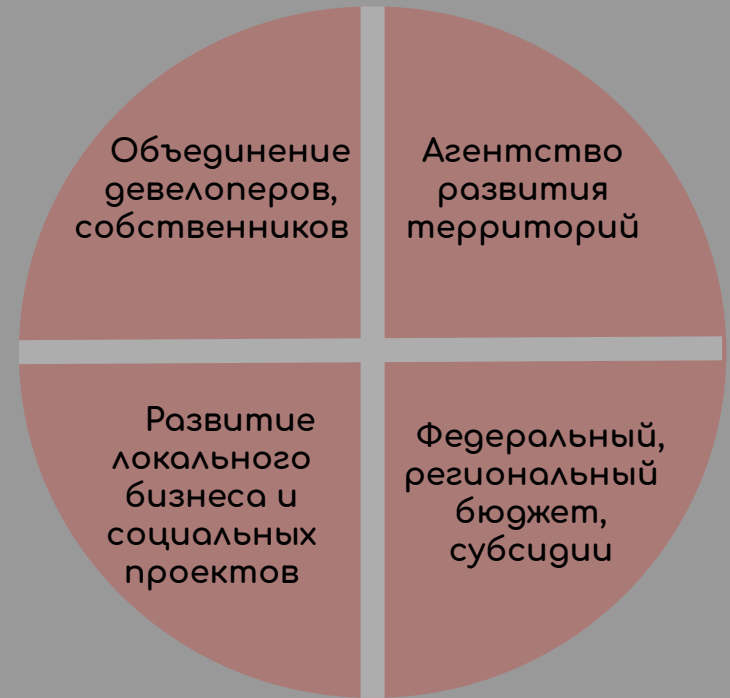 Объединение
девелоперов,
собственников
Агентство
развития
территорий
Развитие
локального
бизнеса и
социальных
проектов
Федеральный,
региональный
бюджет,
субсидии